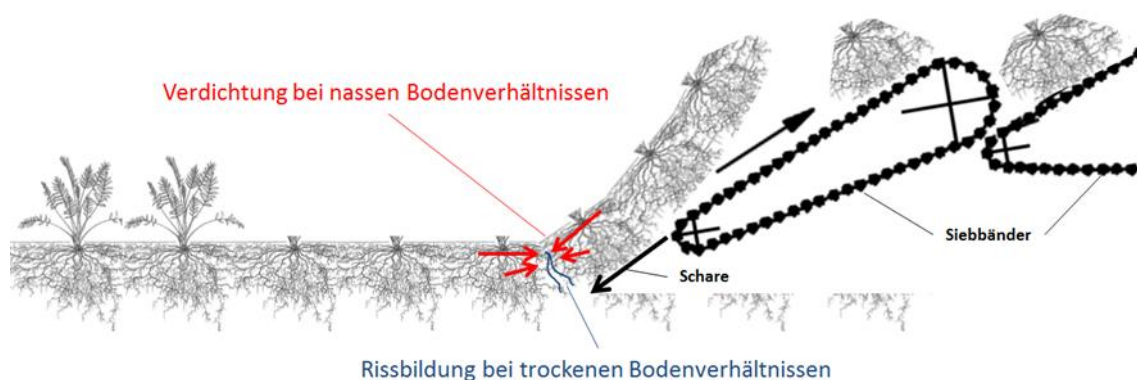 Verdichtung bei nassen Bodenverhältnissen
Siebbänder
Schare
Rissbildung bei trockenen Bodenverhältnissen